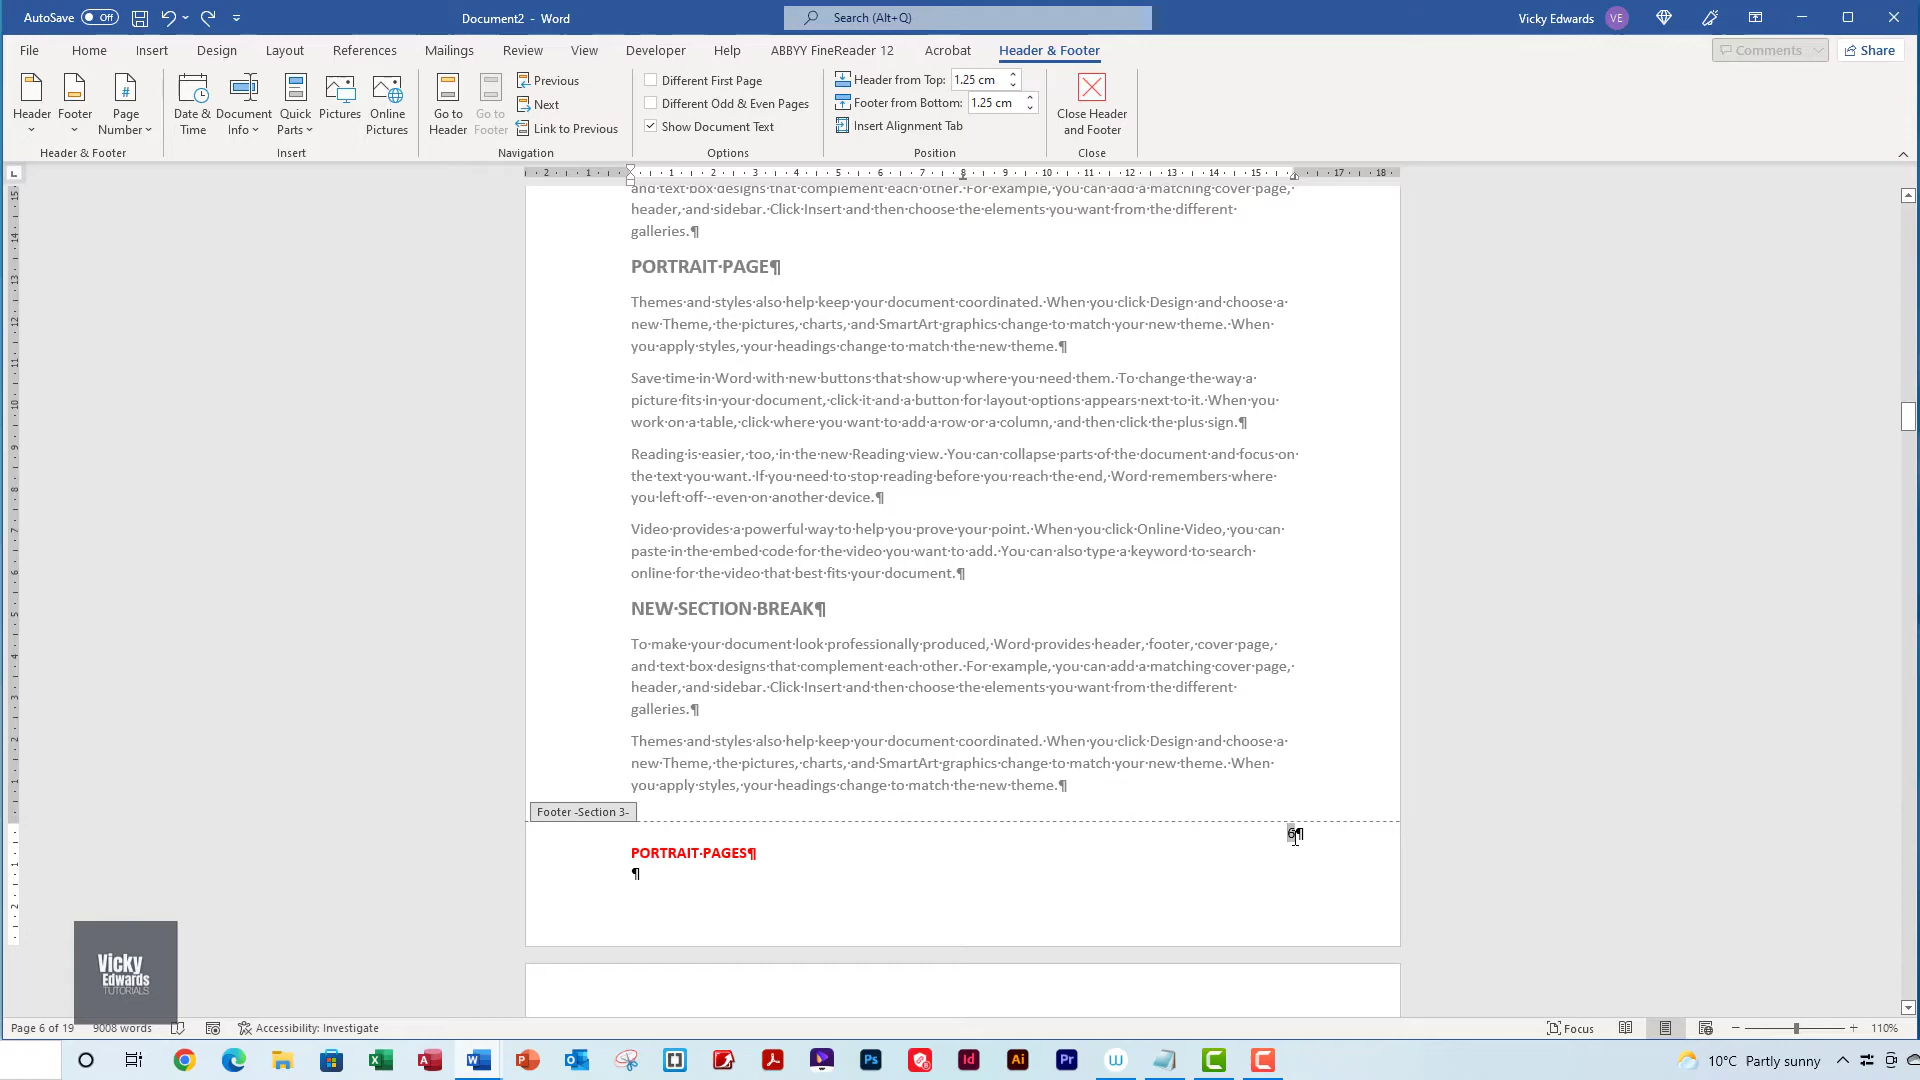 AutoSave Off
Document2 - Word
Search (Alt+Q)
Vicky Edwards VE
File Home Insert Design Layout References Mailings Review View Developer Help ABBYY FineReader 12 Acrobat Header & Footer
Comments Share
Header Footer Page Number
Header & Footer
Date & Time Document Info Quick Parts Pictures Online Pictures
Insert
Go to Header Go to Footer
Previous
Next
Link to Previous
Navigation
Different First Page
Different Odd & Even Pages
Show Document Text
Options
Header from Top: 1.25 cm
Footer from Bottom: 1.25 cm
Insert Alignment Tab
Position
Close Header and Footer
Close
2 1 1 2 3 4 5 6 7 8 9 10 11 12 13 14 15 17 18
and·text·box·designs·that·complement·each·other.·For·example,·you·can·add·a·matching·cover·page,·
header,·and·sidebar.·Click·Insert·and·then·choose·the·elements·you·want·from·the·different·
galleries.¶
PORTRAIT·PAGE¶
Themes·and·styles·also·help·keep·your·document·coordinated.·When·you·click·Design·and·choose·a·
new·Theme,·the·pictures,·charts,·and·SmartArt·graphics·change·to·match·your·new·theme.·When·
you·apply·styles,·your·headings·change·to·match·the·new·theme.¶
Save·time·in·Word·with·new·buttons·that·show·up·where·you·need·them.·To·change·the·way·a·
picture·fits·in·your·document,·click·it·and·a·button·for·layout·options·appears·next·to·it.·When·you·
work·on·a·table,·click·where·you·want·to·add·a·row·or·a·column,·and·then·click·the·plus·sign.¶
Reading·is·easier,·too,·in·the·new·Reading·view.·You·can·collapse·parts·of·the·document·and·focus·on·
the·text·you·want.·If·you·need·to·stop·reading·before·you·reach·the·end,·Word·remembers·where·
you·left·off·-·even·on·another·device.¶
Video·provides·a·powerful·way·to·help·you·prove·your·point.·When·you·click·Online·Video,·you·can·
paste·in·the·embed·code·for·the·video·you·want·to·add.·You·can·also·type·a·keyword·to·search·
online·for·the·video·that·best·fits·your·document.¶
NEW·SECTION·BREAK¶
To·make·your·document·look·professionally·produced,·Word·provides·header,·footer,·cover·page,·
and·text·box·designs·that·complement·each·other.·For·example,·you·can·add·a·matching·cover·page,·
header,·and·sidebar.·Click·Insert·and·then·choose·the·elements·you·want·from·the·different·
galleries.¶
Themes·and·styles·also·help·keep·your·document·coordinated.·When·you·click·Design·and·choose·a·
new·Theme,·the·pictures,·charts,·and·SmartArt·graphics·change·to·match·your·new·theme.·When·
you·apply·styles,·your·headings·change·to·match·the·new·theme.¶
Footer -Section 3-
6¶
PORTRAIT·PAGES¶
¶
Vicky
Edwards
TUTORIALS
Page 6 of 19 9008 words Accessibility: Investigate Focus 110%
10°C Partly sunny